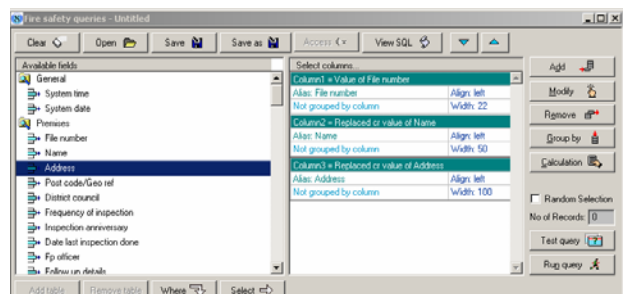 Fire safety queries - Untitled
Clear Open Save Save as Access View SQL
Available fields
General
System time
System date
Premises
File number
Name
Address
Post code/Geo ref
District council
Frequency of inspection
Inspection anniversary
Date last inspection done
Fp officer
Follow up details
Select columns...
Column1 = Value of File number
Alias: File number Align: left
Not grouped by column Width: 22
Column2 = Replaced cr value of Name
Alias: Name Align: left
Not grouped by column Width: 50
Column3 = Replaced cr value of Address
Alias: Address Align: left
Not grouped by column Width: 100
Add
Modify
Remove
Group by
Calculation
Random Selection
No of Records: 0
Test query
Run query
Add table Remove table Where Select